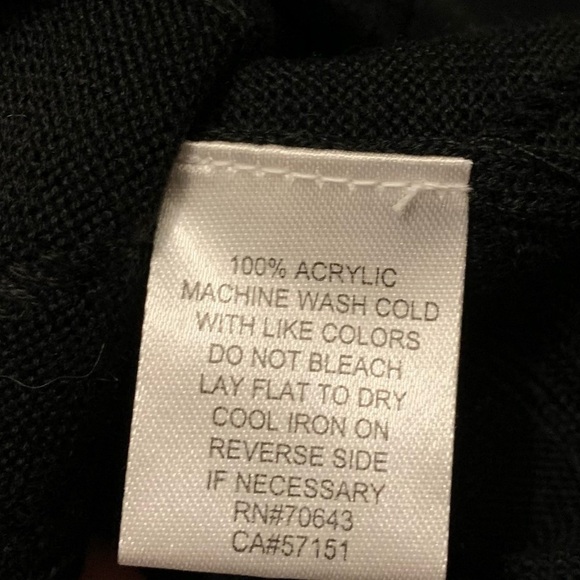 100% ACRYLIC
MACHINE WASH COLD
WITH LIKE COLORS
DO NOT BLEACH
LAY FLAT TO DRY
COOL IRON ON
REVERSE SIDE
IF NECESSARY
RN#70643
CA#57151